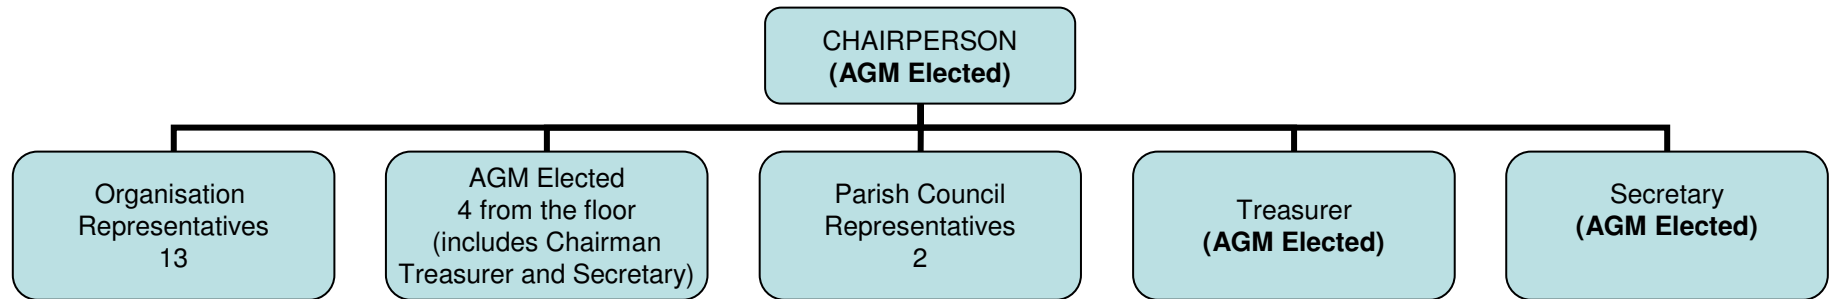 CHAIRPERSON
(AGM Elected)
Organisation
Representatives
13
AGM Elected
4 from the floor
(includes Chairman
Treasurer and Secretary)
Parish Council
Representatives
2
Treasurer
(AGM Elected)
Secretary
(AGM Elected)